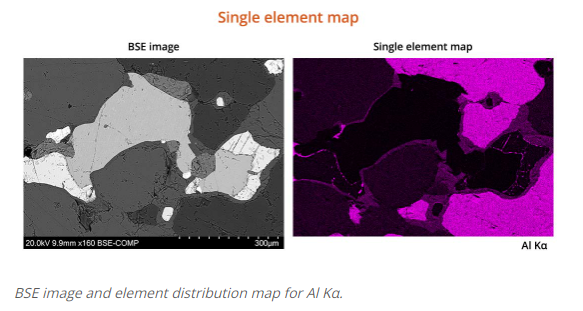 Single element map
BSE image
Single element map
20.0kV 9.9mm x160 BSE-COMP
300µm
Al Kα
BSE image and element distribution map for Al Kα.